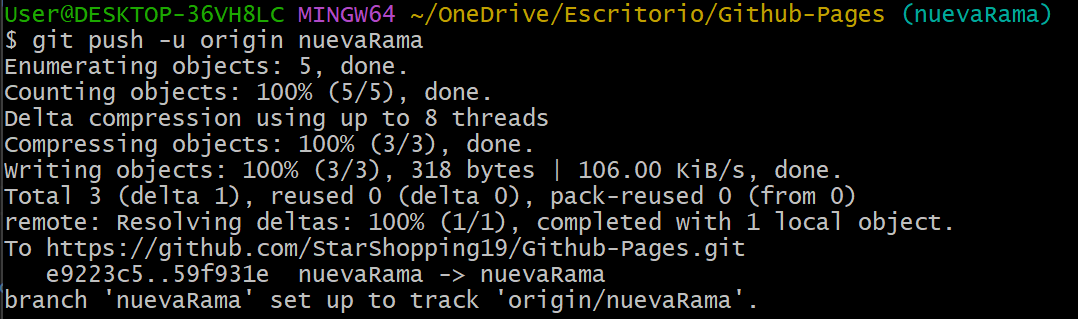 User@DESKTOP-36VH8LC MINGW64 ~/OneDrive/Escritorio/Github-Pages (nuevaRama)
$ git push -u origin nuevaRama
Enumerating objects: 5, done.
Counting objects: 100% (5/5), done.
Delta compression using up to 8 threads
Compressing objects: 100% (3/3), done.
Writing objects: 100% (3/3), 318 bytes | 106.00 KiB/s, done.
Total 3 (delta 1), reused 0 (delta 0), pack-reused 0 (from 0)
remote: Resolving deltas: 100% (1/1), completed with 1 local object.
To https://github.com/StarShopping19/Github-Pages.git
   e9223c5..59f931e  nuevaRama -> nuevaRama
branch 'nuevaRama' set up to track 'origin/nuevaRama'.